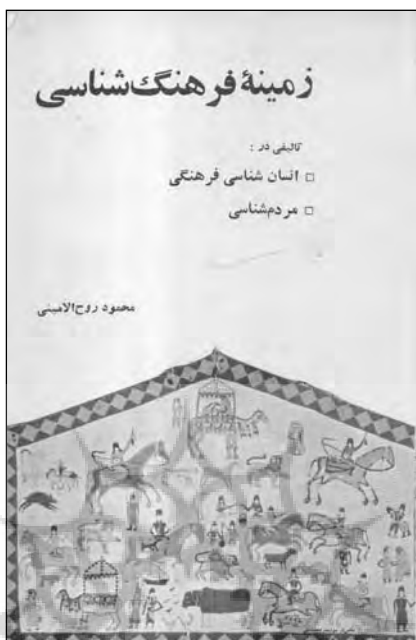 زمینهٔ فرهنگ‌شناسی
تألیفی در :
□ انسان شناسی فرهنگی
□ مردم‌شناسی
محمود روح‌الامینی